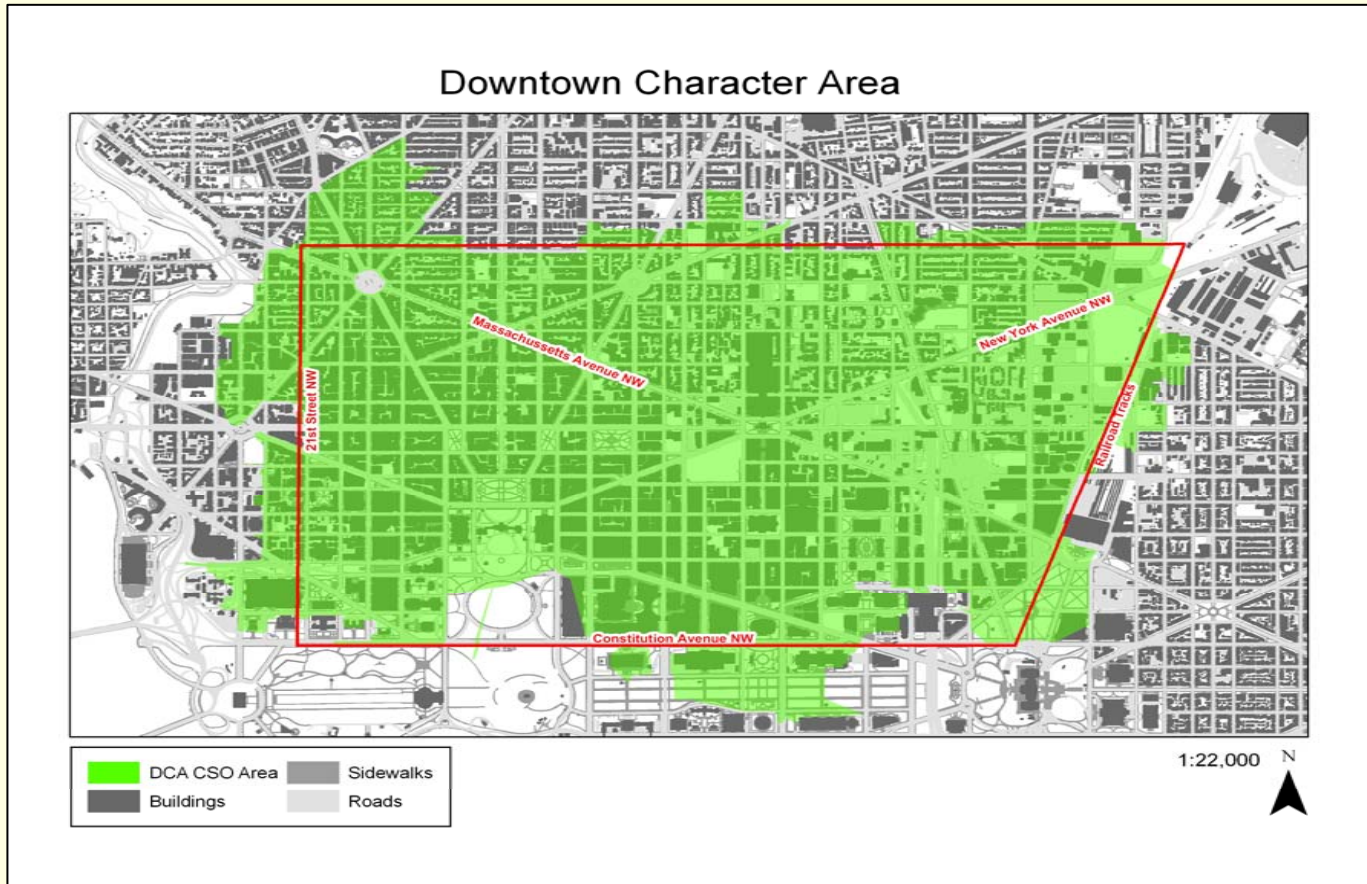 Downtown Character Area
Massachussetts Avenue NW
New York Avenue NW
21st Street NW
Railroad Tracks
Constitution Avenue NW
DCA CSO Area
Sidewalks
Buildings
Roads
1:22,000
N